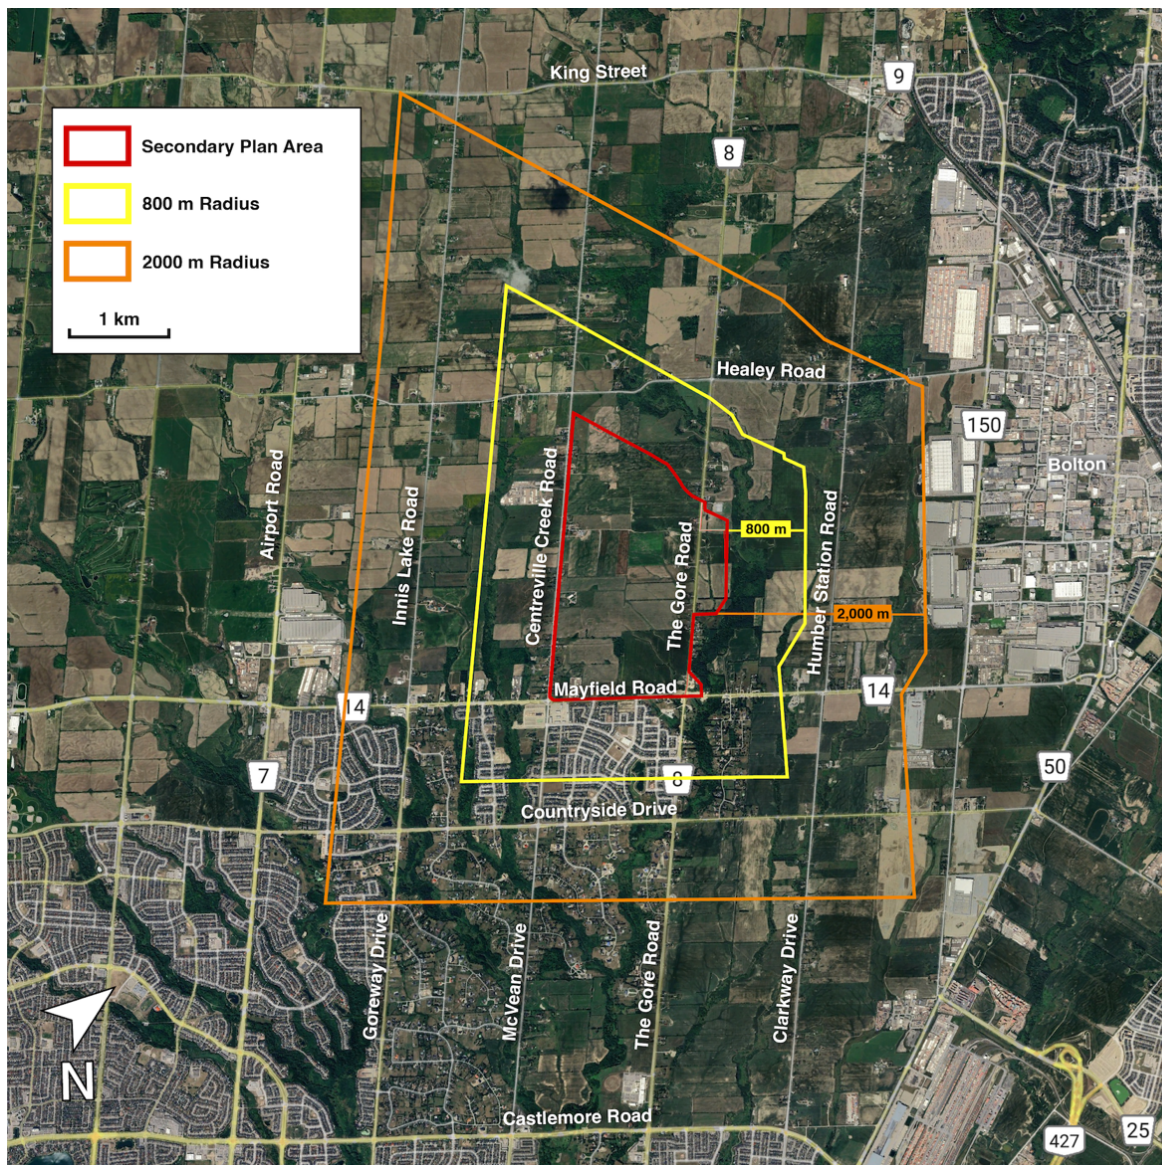 King Street
9
8
Secondary Plan Area
800 m Radius
2000 m Radius
1 km
Healey Road
150
Bolton
Airport Road
Innis Lake Road
Centreville Creek Road
The Gore Road
800 m
Humber Station Road
2,000 m
Mayfield Road
14
14
7
8
50
Countryside Drive
Goreway Drive
McVean Drive
The Gore Road
Clarkway Drive
N
Castlemore Road
427
25